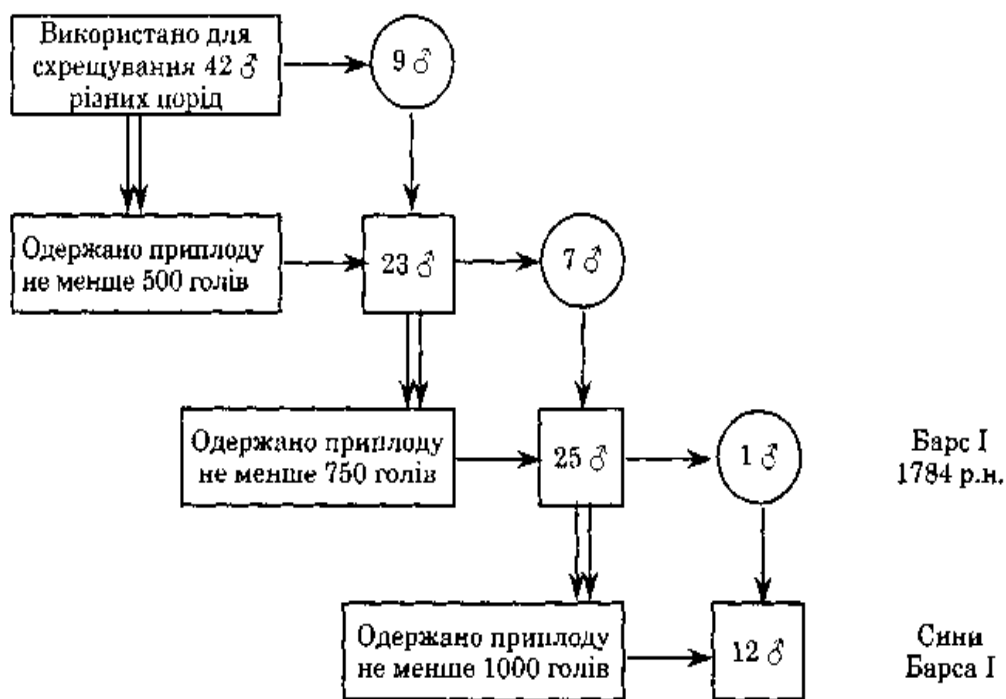 Використано для
схрещування 42 ♂
різних порід
9 ♂
Одержано приплоду
не менше 500 голів
23 ♂
7 ♂
Одержано приплоду
не менше 750 голів
25 ♂
1 ♂
Барс I
1784 р.н.
Одержано приплоду
не менше 1000 голів
12 ♂
Сини
Барса I